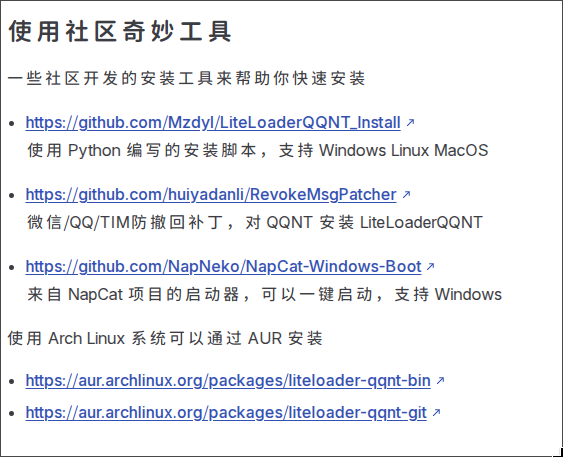 使用社区奇妙工具
一些社区开发的安装工具来帮助你快速安装
https://github.com/Mzdyl/LiteLoaderQQNT_Install
使用 Python 编写的安装脚本，支持 Windows Linux MacOS
https://github.com/huiyadanli/RevokeMsgPatcher
微信/QQ/TIM防撤回补丁，对 QQNT 安装 LiteLoaderQQNT
https://github.com/NapNeko/NapCat-Windows-Boot
来自 NapCat 项目的启动器，可以一键启动，支持 Windows
使用 Arch Linux 系统可以通过 AUR 安装
https://aur.archlinux.org/packages/liteloader-qqnt-bin
https://aur.archlinux.org/packages/liteloader-qqnt-git